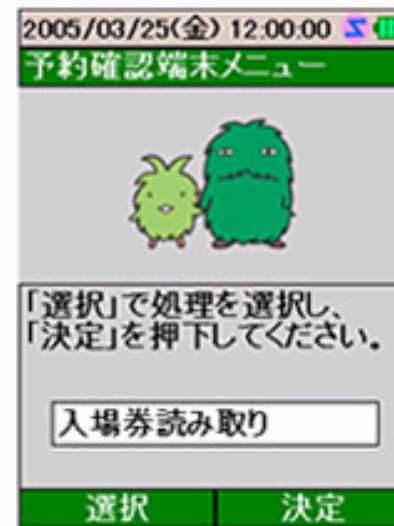 2005/03/25(金) 12:00:00
予約確認端末メニュー
「選択」で処理を選択し、
「決定」を押下してください。
入場券読み取り
選択 決定